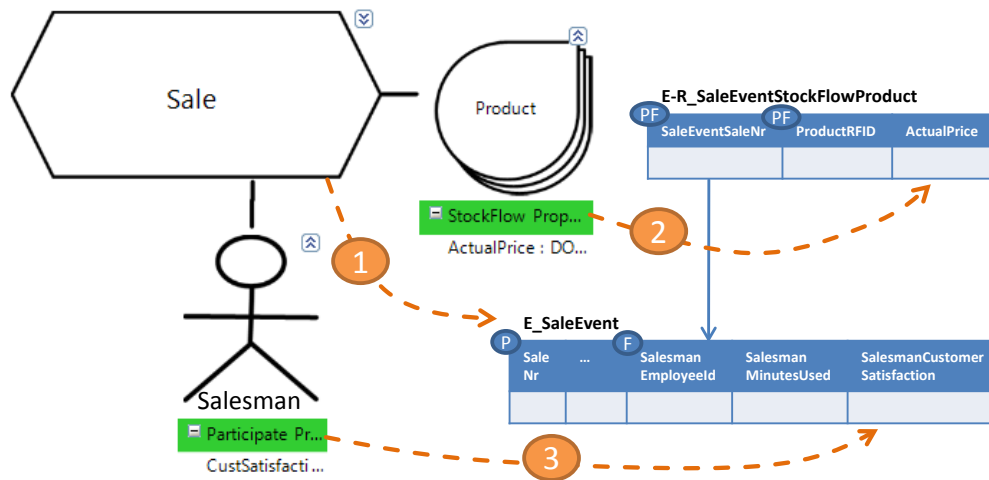 Sale
Product
StockFlow Prop...
ActualPrice : DO...
E-R_SaleEventStockFlowProduct
PF
PF
SaleEventSaleNr ProductRFID ActualPrice
1
2
E_SaleEvent
P
F
Sale ... Salesman Salesman SalesmanCustomer
Nr EmployeeId MinutesUsed Satisfaction
Salesman
Participate Pr...
CustSatisfacti ...
3